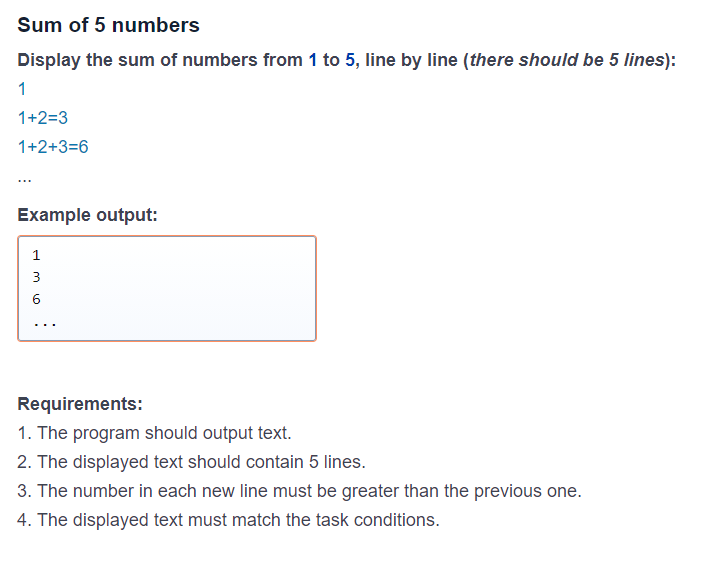 Sum of 5 numbers
Display the sum of numbers from 1 to 5, line by line (there should be 5 lines):
1
1+2=3
1+2+3=6
...
Example output:
1
3
6
...
Requirements:
1. The program should output text.
2. The displayed text should contain 5 lines.
3. The number in each new line must be greater than the previous one.
4. The displayed text must match the task conditions.